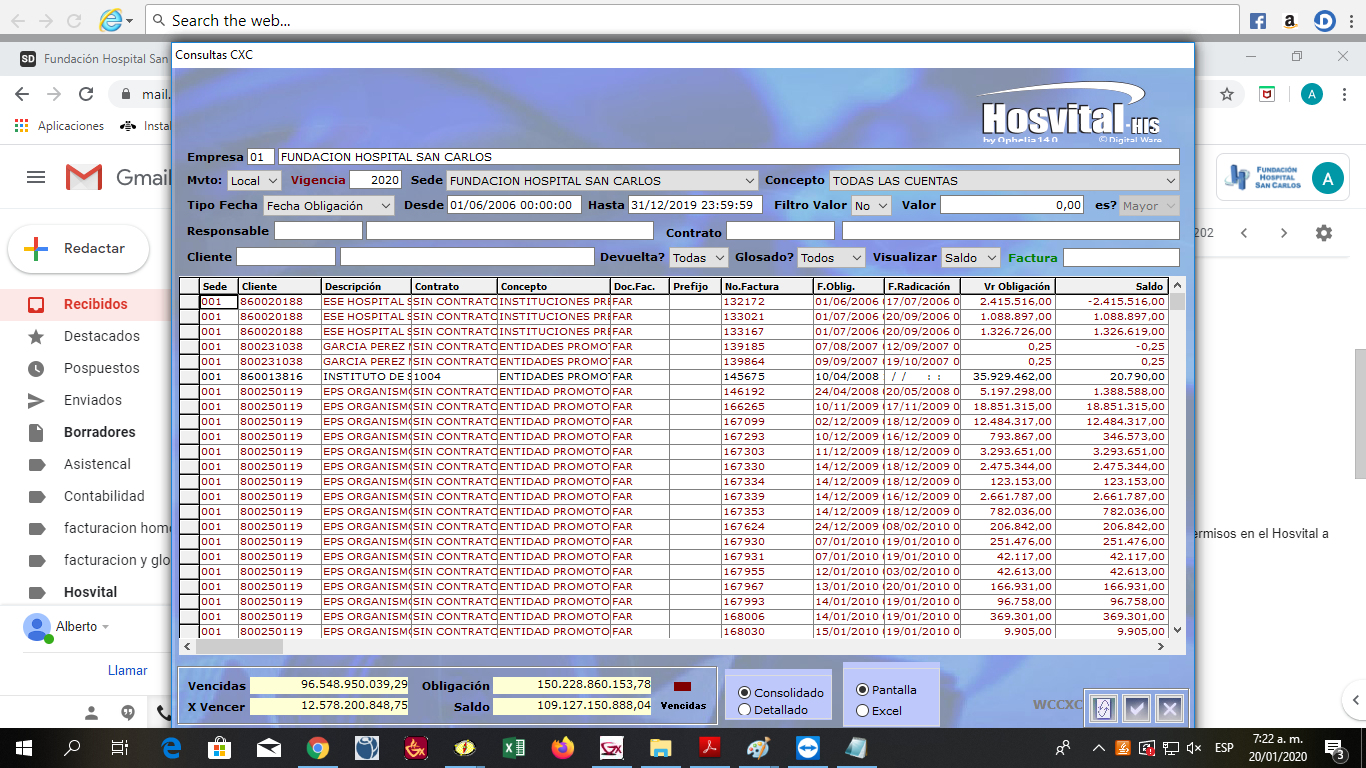 Search the web...
Consultas CXC
SD Fundación Hospital San
mail.
Aplicaciones
Instal
Hosvital-HIS
by Ophelia 14.0 © Digital Ware
Empresa 01 FUNDACION HOSPITAL SAN CARLOS
Mvto: Local Vigencia 2020 Sede FUNDACION HOSPITAL SAN CARLOS Concepto TODAS LAS CUENTAS
Tipo Fecha Fecha Obligación Desde 01/06/2006 00:00:00 Hasta 31/12/2019 23:59:59 Filtro Valor No Valor 0,00 es? Mayor
Responsable Contrato
Cliente Devuelta? Todas Glosado? Todos Visualizar Saldo Factura
Sede Cliente Descripción Contrato Concepto Doc.Fac. Prefijo No.Factura F.Oblig. F.Radicación Vr Obligación Saldo
001 860020188 ESE HOSPITAL S SIN CONTRATO INSTITUCIONES PRE FAR 132172 01/06/2006 17/07/2006 0 2.415.516,00 -2.415.516,00
001 860020188 ESE HOSPITAL S SIN CONTRATO INSTITUCIONES PRE FAR 133021 01/07/2006 20/09/2006 0 1.088.897,00 -1.088.897,00
001 860020188 ESE HOSPITAL S SIN CONTRATO INSTITUCIONES PRE FAR 133167 01/07/2006 20/09/2006 0 1.326.726,00 -1.326.619,00
001 800231038 GARCIA PEREZ SIN CONTRATO ENTIDADES PROMO FAR 139185 07/08/2007 12/09/2007 0 0,25 -0,25
001 800231038 GARCIA PEREZ SIN CONTRATO ENTIDADES PROMO FAR 139864 09/09/2007 19/10/2007 0 0,25 0,25
001 860013816 INSTITUTO DE S 1004 ENTIDADES PROMO FAR 145675 10/04/2008 / / : : 35.929.462,00 20.790,00
001 800250119 EPS ORGANISM SIN CONTRATO ENTIDAD PROMOTO FAR 146192 24/04/2008 20/05/2008 0 5.197.298,00 1.388.588,00
001 800250119 EPS ORGANISM SIN CONTRATO ENTIDAD PROMOTO FAR 166265 10/11/2009 17/11/2009 0 18.851.315,00 18.851.315,00
001 800250119 EPS ORGANISM SIN CONTRATO ENTIDAD PROMOTO FAR 167099 02/12/2009 18/12/2009 0 12.484.317,00 12.484.317,00
001 800250119 EPS ORGANISM SIN CONTRATO ENTIDAD PROMOTO FAR 167293 10/12/2009 16/12/2009 0 793.867,00 346.573,00
001 800250119 EPS ORGANISM SIN CONTRATO ENTIDAD PROMOTO FAR 167303 11/12/2009 18/12/2009 0 3.293.651,00 3.293.651,00
001 800250119 EPS ORGANISM SIN CONTRATO ENTIDAD PROMOTO FAR 167330 14/12/2009 18/12/2009 0 2.475.344,00 2.475.344,00
001 800250119 EPS ORGANISM SIN CONTRATO ENTIDAD PROMOTO FAR 167334 14/12/2009 18/12/2009 0 123.153,00 123.153,00
001 800250119 EPS ORGANISM SIN CONTRATO ENTIDAD PROMOTO FAR 167339 14/12/2009 16/12/2009 0 2.661.787,00 2.661.787,00
001 800250119 EPS ORGANISM SIN CONTRATO ENTIDAD PROMOTO FAR 167353 14/12/2009 18/12/2009 0 782.036,00 782.036,00
001 800250119 EPS ORGANISM SIN CONTRATO ENTIDAD PROMOTO FAR 167624 24/12/2009 08/02/2010 0 206.842,00 206.842,00
001 800250119 EPS ORGANISM SIN CONTRATO ENTIDAD PROMOTO FAR 167930 07/01/2010 19/01/2010 0 251.476,00 251.476,00
001 800250119 EPS ORGANISM SIN CONTRATO ENTIDAD PROMOTO FAR 167931 07/01/2010 19/01/2010 0 42.117,00 42.117,00
001 800250119 EPS ORGANISM SIN CONTRATO ENTIDAD PROMOTO FAR 167955 12/01/2010 03/02/2010 0 42.613,00 42.613,00
001 800250119 EPS ORGANISM SIN CONTRATO ENTIDAD PROMOTO FAR 167967 13/01/2010 20/01/2010 0 166.931,00 166.931,00
001 800250119 EPS ORGANISM SIN CONTRATO ENTIDAD PROMOTO FAR 167993 14/01/2010 19/01/2010 0 96.758,00 96.758,00
001 800250119 EPS ORGANISM SIN CONTRATO ENTIDAD PROMOTO FAR 168006 14/01/2010 19/01/2010 0 369.301,00 369.301,00
001 800250119 EPS ORGANISM SIN CONTRATO ENTIDAD PROMOTO FAR 168030 15/01/2010 19/01/2010 0 9.905,00 9.905,00
Vencidas 96.548.950.039,29 Obligación 150.228.860.153,78
X Vencer 12.578.200.848,75 Saldo 109.127.150.888,04 Vencidas
Consolidado
Detallado
Pantalla
Excel
WCCXC
Gmail
Redactar
Recibidos
Destacados
Pospuestos
Enviados
Borradores
Asistencal
Contabilidad
facturacion home
facturacion y glo
Hosvital
Alberto
Llamar
A
FUNDACIÓN
HOSPITAL
SAN CARLOS
A
202
ermisos en el Hosvital a
ESP
7:22 a. m.
20/01/2020
3